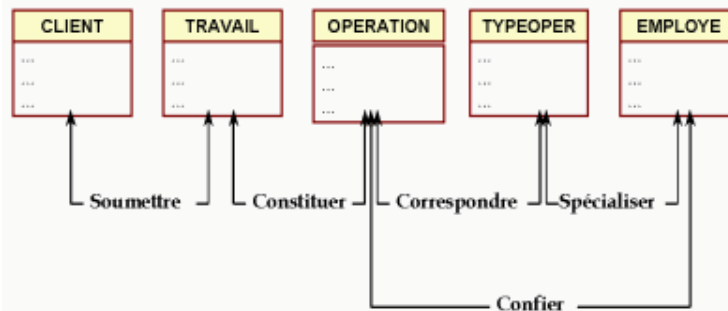 CLIENT TRAVAIL OPERATION TYPEOPER EMPLOYE
... ... ... ... ...
... ... ... ... ...
... ... ... ... ...
Soumettre Constituer Correspondre Spécialiser
Confier